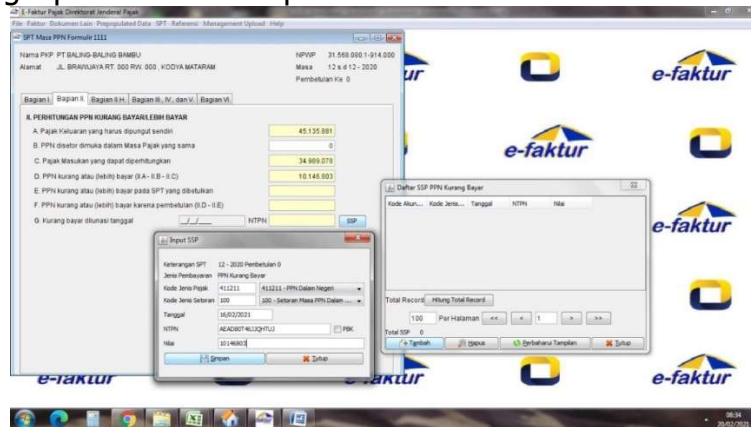 E-Faktur Pajak Direktorat Jenderal Pajak
File Faktur Dokumen Lain Prepopulated Data SPT Referensi Management Upload Help
SPT Masa PPN Formulir 1111
Nama PKP PT BALING-BALING BAMBU
NPWP 31.568.090.1-914.000
Alamat JL. BRAWIJAYA RT. 000 RW. 000 , KODYA MATARAM
Masa 12 s.d 12 - 2020
Pembetulan Ke 0
Bagian I. Bagian II. Bagian II H. Bagian III., IV., dan V. Bagian VI.
II. PERHITUNGAN PPN KURANG BAYAR/LEBIH BAYAR
A. Pajak Keluaran yang harus dipungut sendiri 45.135.881
B. PPN disetor dimuka dalam Masa Pajak yang sama 0
C. Pajak Masukan yang dapat diperhitungkan 34.989.078
D. PPN kurang atau (lebih) bayar (II.A - II.B - II.C) 10.146.803
E. PPN kurang atau (lebih) bayar pada SPT yang dibetulkan
F. PPN kurang atau (lebih) bayar karena pembetulan (II.D - II.E)
G. Kurang bayar dilunasi tanggal __/__/____ NTPN SSP
Input SSP
Keterangan SPT 12 - 2020 Pembetulan 0
Jenis Pembayaran PPN Kurang Bayar
Kode Jenis Pajak 411211 411211 - PPN Dalam Negeri
Kode Jenis Setoran 100 100 - Setoran Masa PPN Dalam ...
Tanggal 16/02/2021
NTPN PBK
Nilai 10146803
Simpan Tutup
Daftar SSP PPN Kurang Bayar
Kode Akun... Kode Jenis... Tanggal NTPN Nilai
Total Record Hitung Total Record
100 Per Halaman << < 1 > >>
Total SSP 0
Tambah Hapus Perbaharui Tampilan Tutup
e-faktur
e-faktur
e-faktur
e-faktur
e-faktur
08:34
20/02/2021